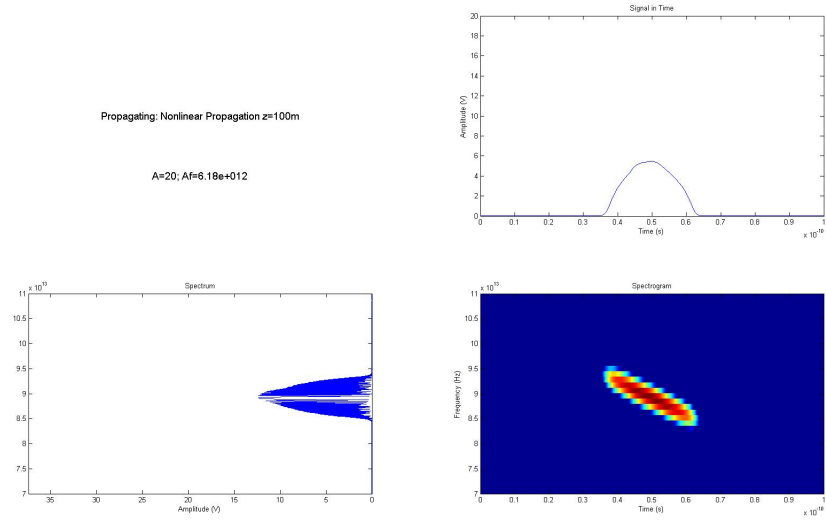 Propagating: Nonlinear Propagation z=100m
A=20; Af=6.18e+012
Signal in Time
Amplitude (V)
20
18
16
14
12
10
8
6
4
2
0
0 0.1 0.2 0.3 0.4 0.5 0.6 0.7 0.8 0.9 1
Time (s)
x 10^-10
Spectrum
x 10^13
11
10.5
10
9.5
9
8.5
8
7.5
7
35 30 25 20 15 10 5 0
Amplitude (V)
Spectrogram
x 10^13
Frequency (Hz)
11
10.5
10
9.5
9
8.5
8
7.5
7
0 0.1 0.2 0.3 0.4 0.5 0.6 0.7 0.8 0.9 1
Time (s)
x 10^-10